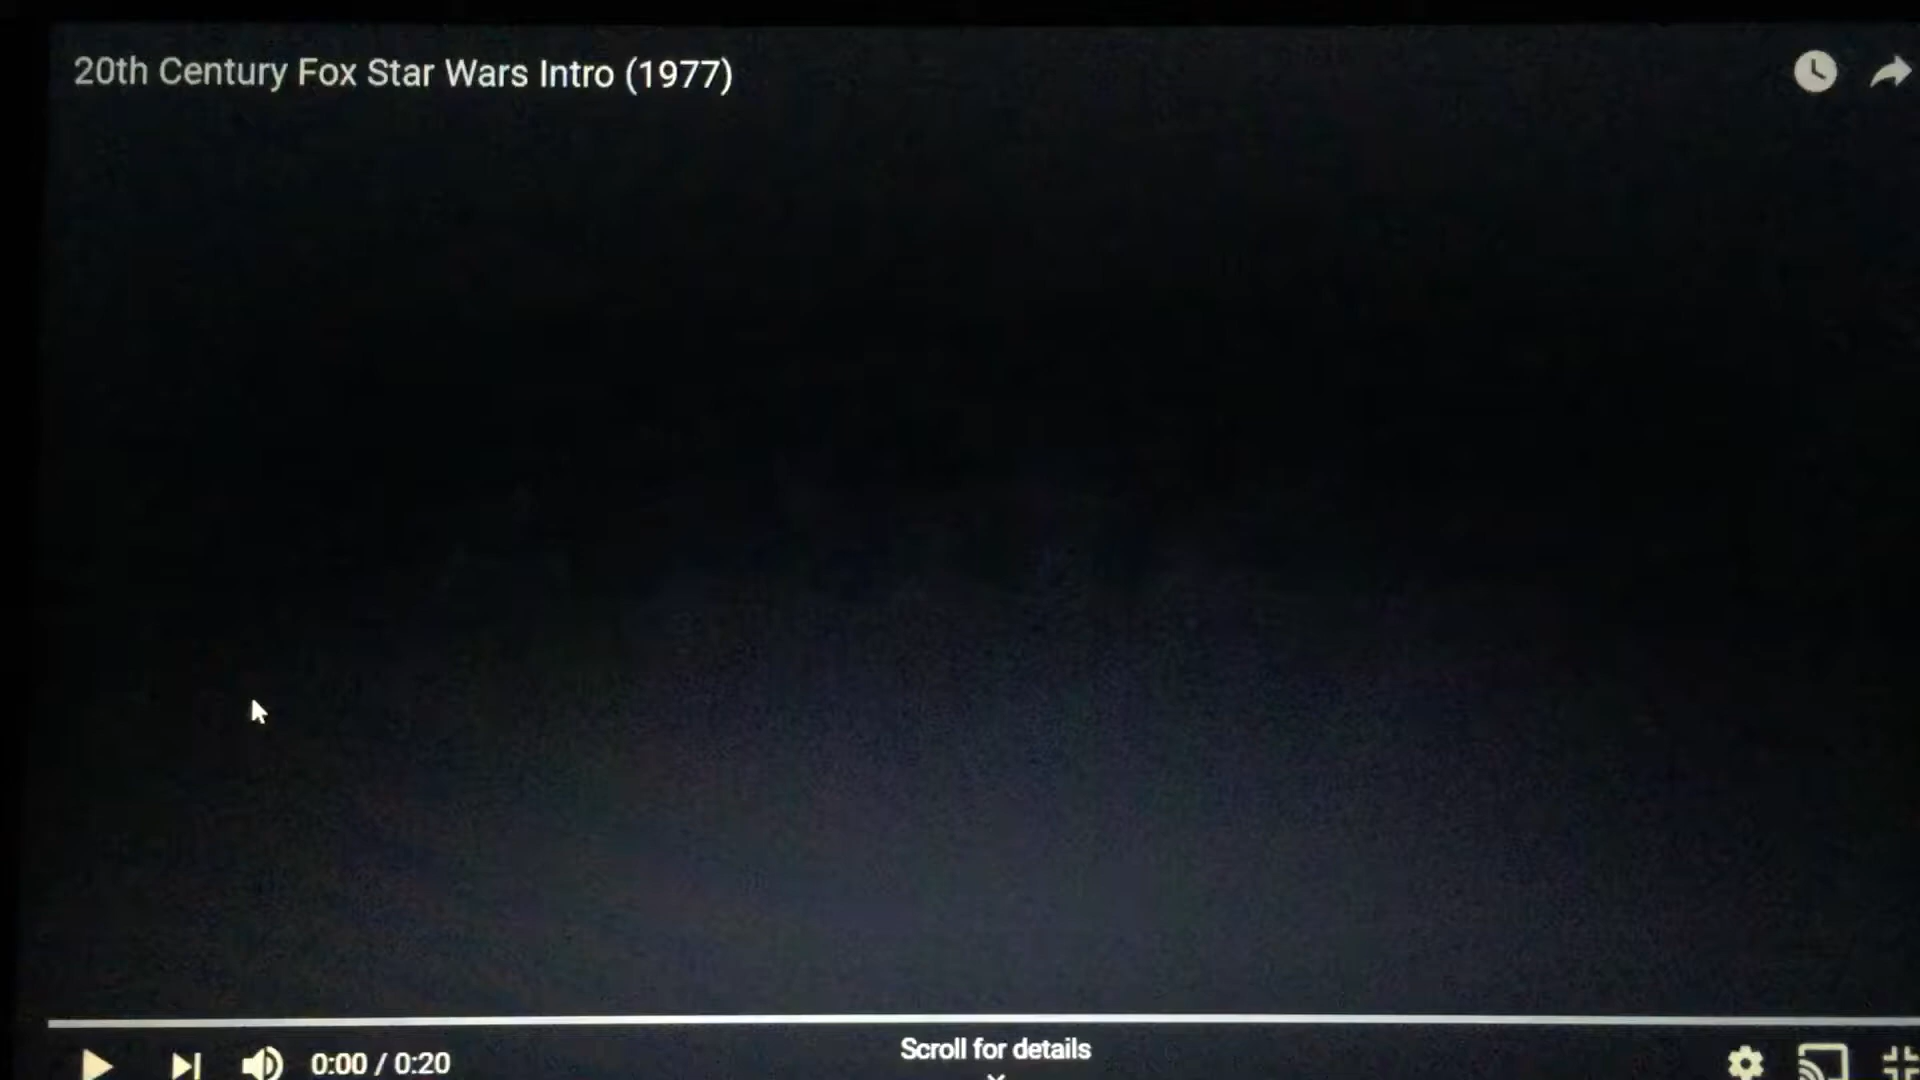 20th Century Fox Star Wars Intro (1977)
Scroll for details
0:00 / 0:20